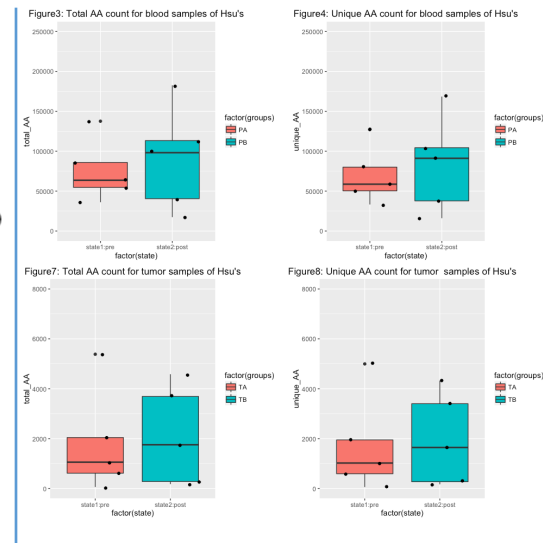 Figure3: Total AA count for blood samples of Hsu's
250000
200000
150000
100000
50000
0
total_AA
state1:pre
state2:post
factor(state)
factor(groups)
PA
PB
Figure4: Unique AA count for blood samples of Hsu's
250000
200000
150000
100000
50000
0
unique_AA
state1:pre
state2:post
factor(state)
factor(groups)
PA
PB
Figure7: Total AA count for tumor samples of Hsu's
8000
6000
4000
2000
0
total_AA
state1:pre
state2:post
factor(state)
factor(groups)
TA
TB
Figure8: Unique AA count for tumor samples of Hsu's
8000
6000
4000
2000
0
unique_AA
state1:pre
state2:post
factor(state)
factor(groups)
TA
TB